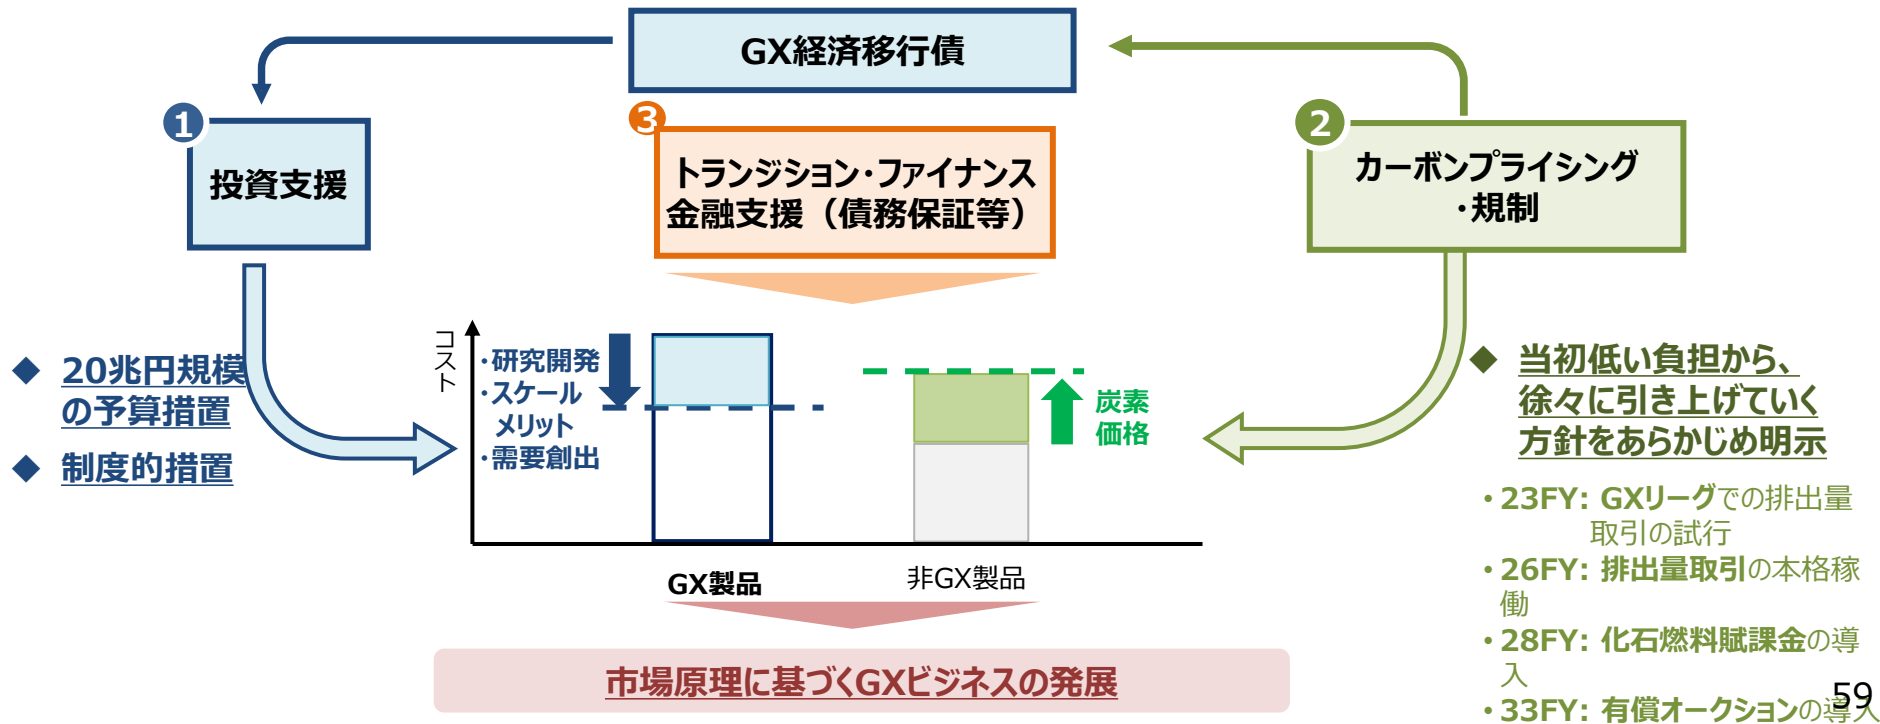 GX経済移行債
1
投資支援
3
トランジション・ファイナンス
金融支援（債務保証等）
2
カーボンプライシング
・規制
◆ 20兆円規模
の予算措置
◆ 制度的措置
コスト
・研究開発
・スケール
メリット
・需要創出
炭素
価格
GX製品
非GX製品
市場原理に基づくGXビジネスの発展
◆ 当初低い負担から、
徐々に引き上げていく
方針をあらかじめ明示
・23FY: GXリーグでの排出量
取引の試行
・26FY: 排出量取引の本格稼
働
・28FY: 化石燃料賦課金の導
入
・33FY: 有償オークションの導入
59